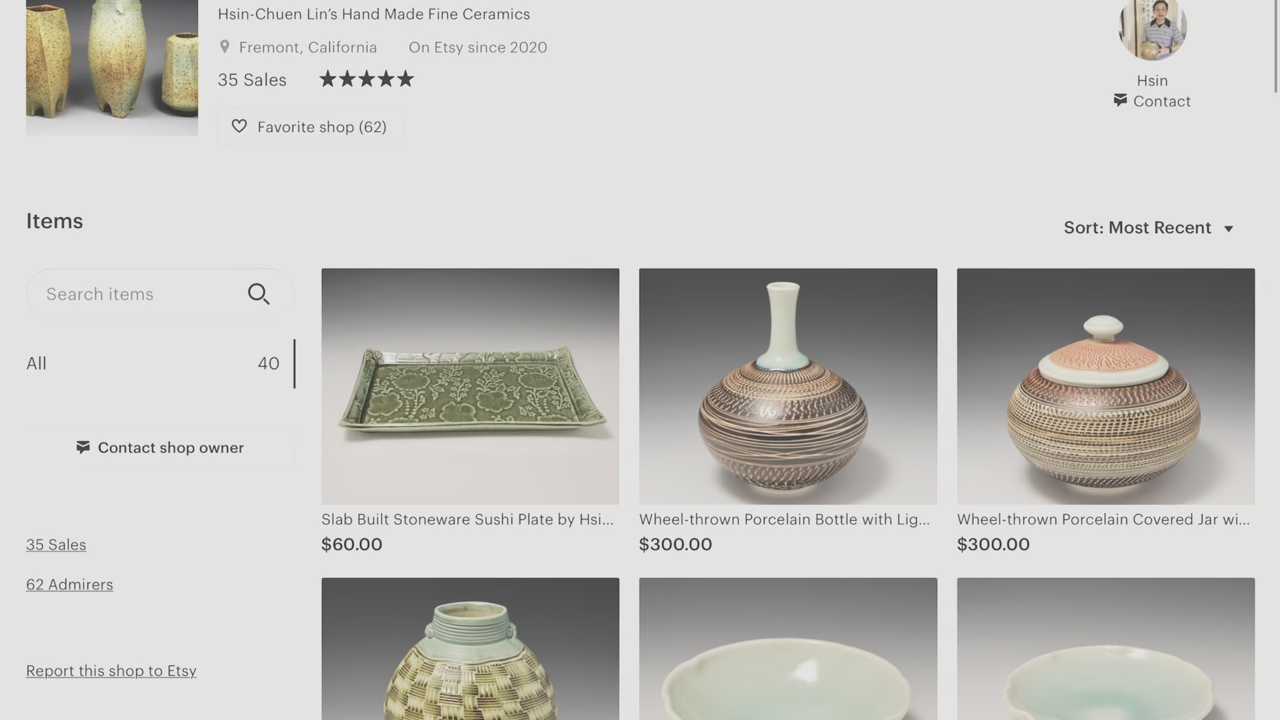 Hsin-Chuen Lin's Hand Made Fine Ceramics
Fremont, California
On Etsy since 2020
35 Sales
Favorite shop (62)
Hsin
Contact
Items
Sort: Most Recent
Search items
All
40
Contact shop owner
35 Sales
62 Admirers
Report this shop to Etsy
Slab Built Stoneware Sushi Plate by Hsi...
$60.00
Wheel-thrown Porcelain Bottle with Lig...
$300.00
Wheel-thrown Porcelain Covered Jar wi...
$300.00